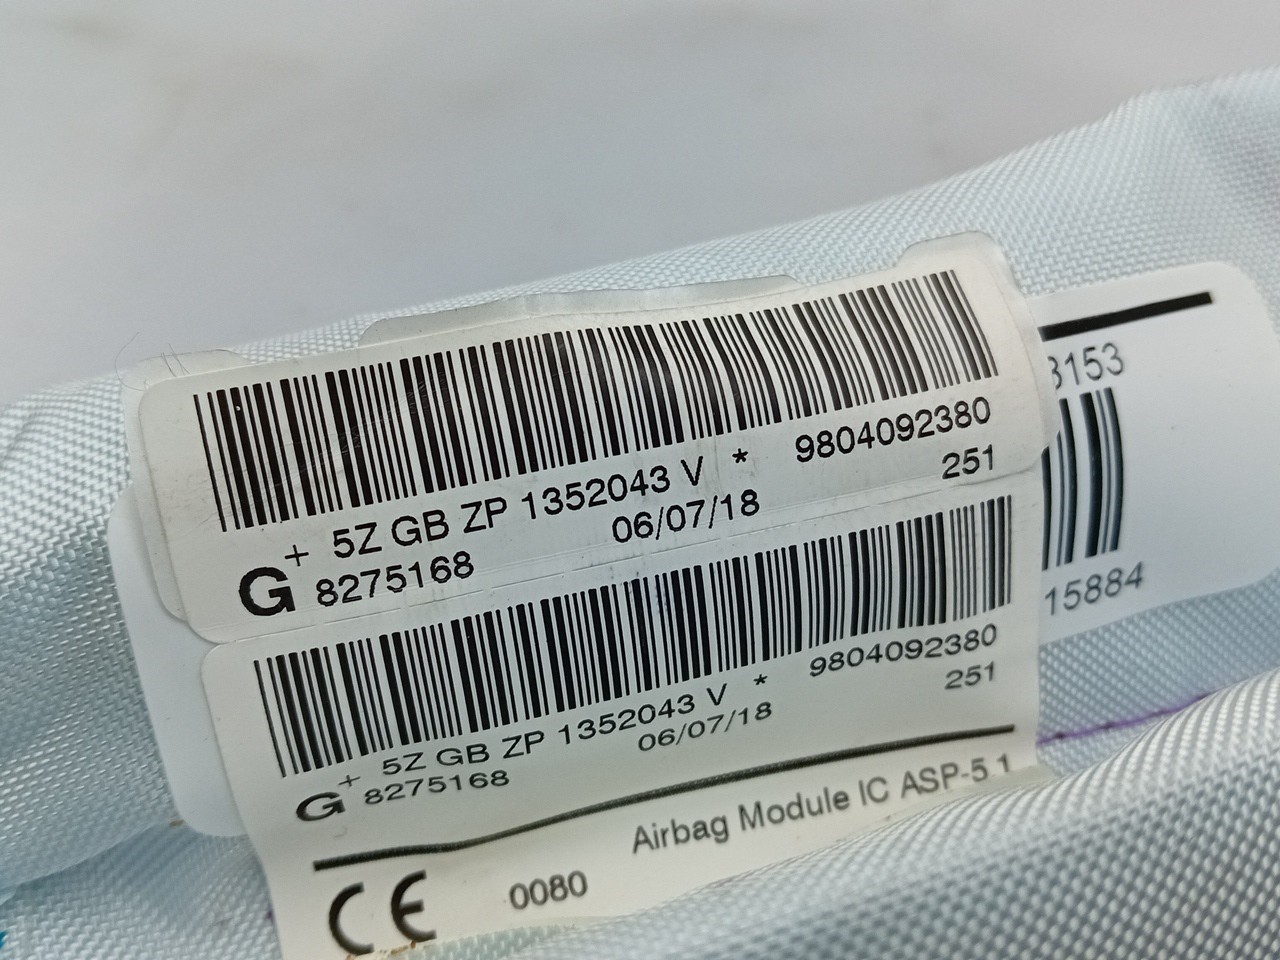 + 5Z GB ZP 1352043 V * 9804092380
G 8275168 06/07/18 251
+ 5Z GB ZP 1352043 V * 9804092380
G 8275168 06/07/18 251
Airbag Module IC ASP-5.1
CE 0080
3153
15884